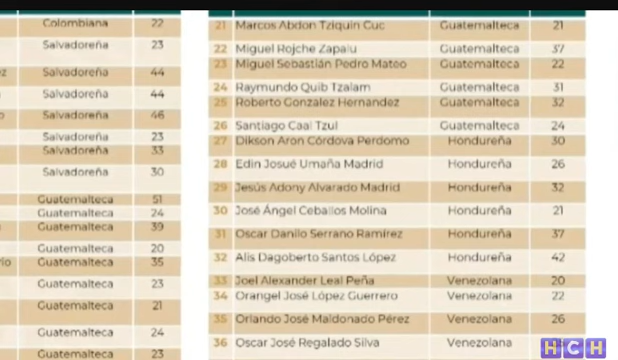 Colombiana 22
Salvadoreña 23
Salvadoreña 44
Salvadoreña 44
Salvadoreña 46
Salvadoreña 23
Salvadoreña 33
Salvadoreña 30
Guatemalteca 51
Guatemalteca 24
Guatemalteca 39
Guatemalteca 20
Guatemalteca 35
Guatemalteca 23
Guatemalteca 21
Guatemalteca 24
Guatemalteca 23
21 Marcos Abdon Tziquin Cuc Guatemalteca 21
22 Miguel Rojche Zapalu Guatemalteca 37
23 Miguel Sebastián Pedro Mateo Guatemalteca 22
24 Raymundo Quib Tzalam Guatemalteca 31
25 Roberto Gonzalez Hernandez Guatemalteca 32
26 Santiago Caal Tzul Guatemalteca 24
27 Dikson Aron Córdova Perdomo Hondureña 30
28 Edin Josué Umaña Madrid Hondureña 26
29 Jesús Adony Alvarado Madrid Hondureña 32
30 José Ángel Ceballos Molina Hondureña 21
31 Oscar Danilo Serrano Ramírez Hondureña 37
32 Alis Dagoberto Santos López Hondureña 42
33 Joel Alexander Leal Peña Venezolana 20
34 Orangel José López Guerrero Venezolana 22
35 Orlando José Maldonado Pérez Venezolana 26
36 Oscar José Regalado Silva Venezolana
HCH